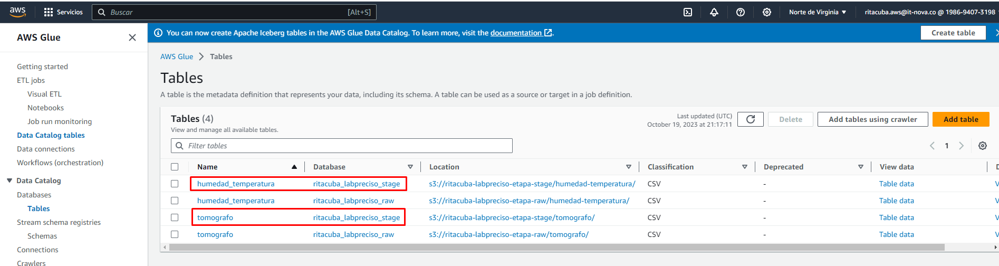 aws Servicios Buscar [Alt+S] Norte de Virginia ritacuba.aws@it-nova.co @ 1986-9407-3198
AWS Glue
You can now create Apache Iceberg tables in the AWS Glue Data Catalog. To learn more, visit the documentation. Create table
Getting started
ETL jobs
Visual ETL
Notebooks
Job run monitoring
Data Catalog tables
Data connections
Workflows (orchestration)
Data Catalog
Databases
Tables
Stream schema registries
Schemas
Connections
Crawlers
AWS Glue Tables
Tables
A table is the metadata definition that represents your data, including its schema. A table can be used as a source or target in a job definition.
Tables (4)
View and manage all available tables.
Last updated (UTC)
October 19, 2023 at 21:17:11
Delete Add tables using crawler Add table
Filter tables
1
Name Database Location Classification Deprecated View data D
humedad_temperatura ritacuba_labpreciso_stage s3://ritacuba-labpreciso-etapa-stage/humedad-temperatura/ CSV - Table data V
humedad_temperatura ritacuba_labpreciso_raw s3://ritacuba-labpreciso-etapa-raw/humedad-temperatura/ CSV - Table data V
tomografo ritacuba_labpreciso_stage s3://ritacuba-labpreciso-etapa-stage/tomografo/ CSV - Table data V
tomografo ritacuba_labpreciso_raw s3://ritacuba-labpreciso-etapa-raw/tomografo/ CSV - Table data V